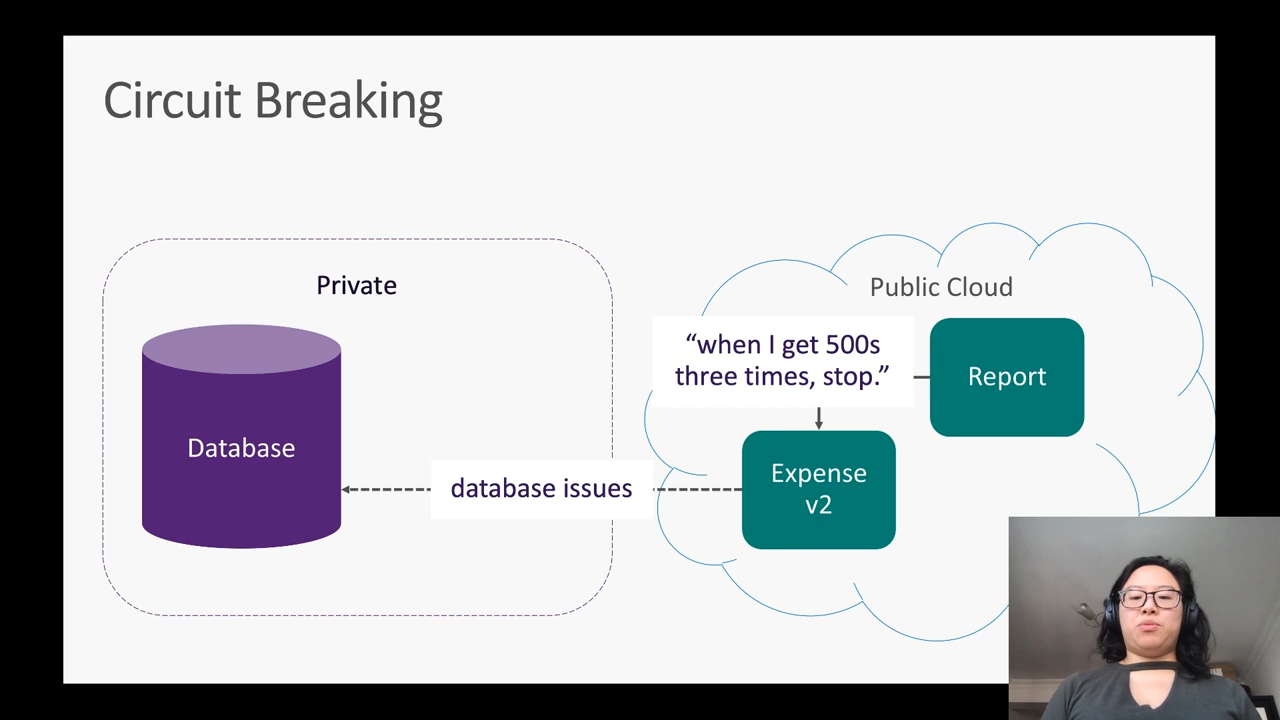 Circuit Breaking
Private
Public Cloud
“when I get 500s
three times, stop.”
Report
Database
database issues
Expense
v2